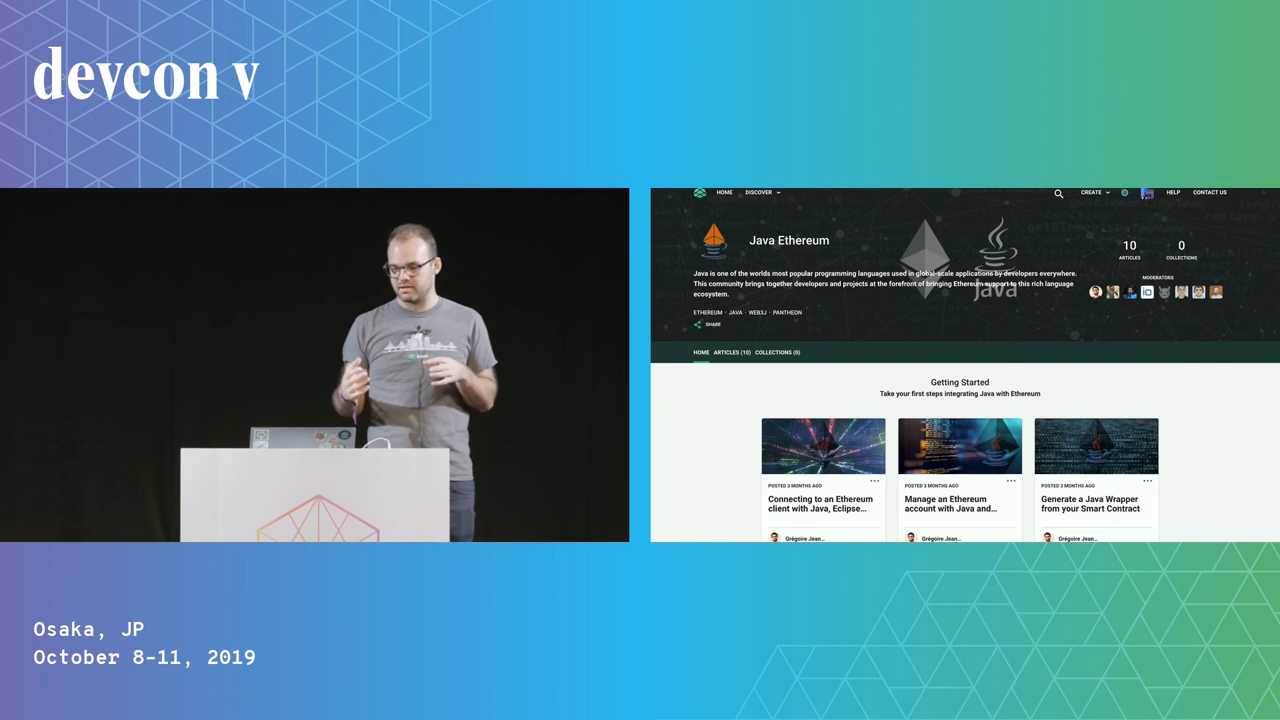 devcon v
HOME DISCOVER
CREATE HELP CONTACT US
Java Ethereum
10
ARTICLES
0
COLLECTIONS
Java is one of the worlds most popular programming languages used in global-scale applications by developers everywhere.
This community brings together developers and projects at the forefront of bringing Ethereum support to this rich language
ecosystem.
MODERATORS
Java
ETHEREUM · JAVA · WEB3J · PANTHEON
SHARE
HOME ARTICLES (10) COLLECTIONS (0)
Getting Started
Take your first steps integrating Java with Ethereum
POSTED 3 MONTHS AGO
Connecting to an Ethereum
client with Java, Eclipse...
Grégoire Jean...
POSTED 3 MONTHS AGO
Manage an Ethereum
account with Java and...
Grégoire Jean...
POSTED 3 MONTHS AGO
Generate a Java Wrapper
from your Smart Contract
Grégoire Jean...
Osaka, JP
October 8-11, 2019